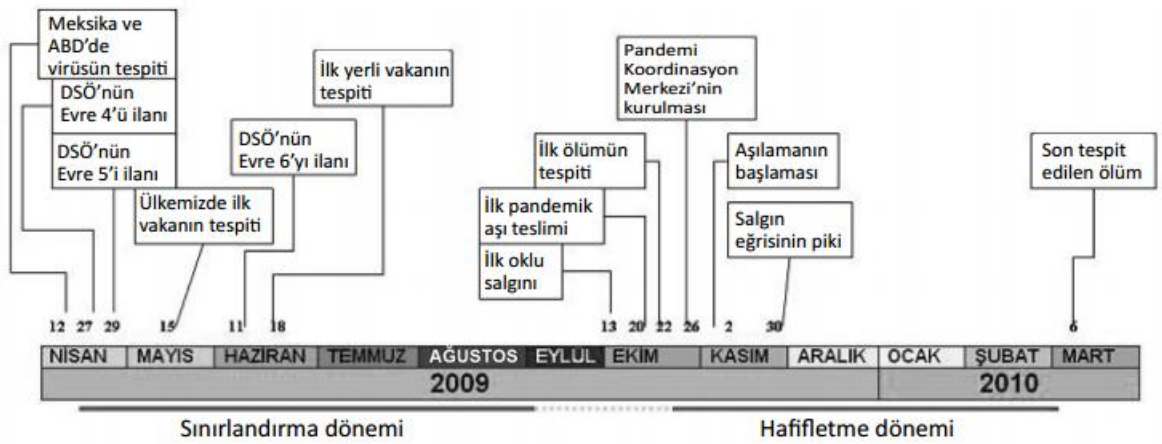 Meksika ve
ABD'de
virüsün tespiti
DSÖ'nün
Evre 4'ü ilanı
DSÖ'nün
Evre 5'i ilanı
Ülkemizde ilk
vakanın tespiti
DSÖ'nün
Evre 6'yı ilanı
İlk yerli vakanın
tespiti
İlk ölümün
tespiti
İlk pandemik
aşı teslimi
İlk oklu
salgını
Pandemi
Koordinasyon
Merkezi'nin
kurulması
Aşılamanın
başlaması
Salgın
eğrisinin piki
Son tespit
edilen ölüm
12 27 29 15 11 18 13 20 22 26 2 30 6
NİSAN MAYIS HAZİRAN TEMMUZ AĞUSTOS EYLUL EKIM KASIM ARALIK OCAK ŞUBAT MART
2009 2010
Sınırlandırma dönemi Hafifletme dönemi